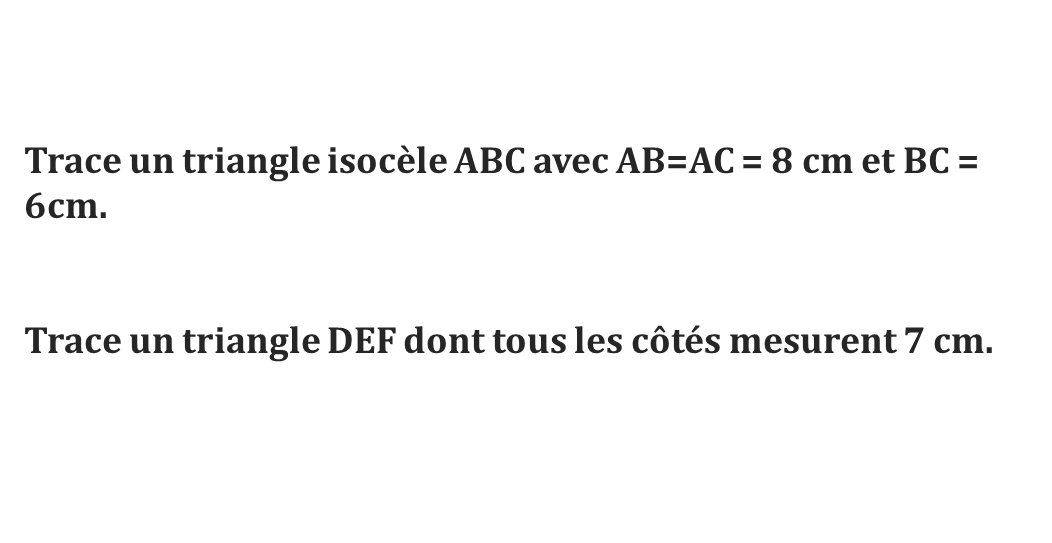 Trace un triangle isocèle ABC avec AB=AC = 8 cm et BC =
6cm.
Trace un triangle DEF dont tous les côtés mesurent 7 cm.